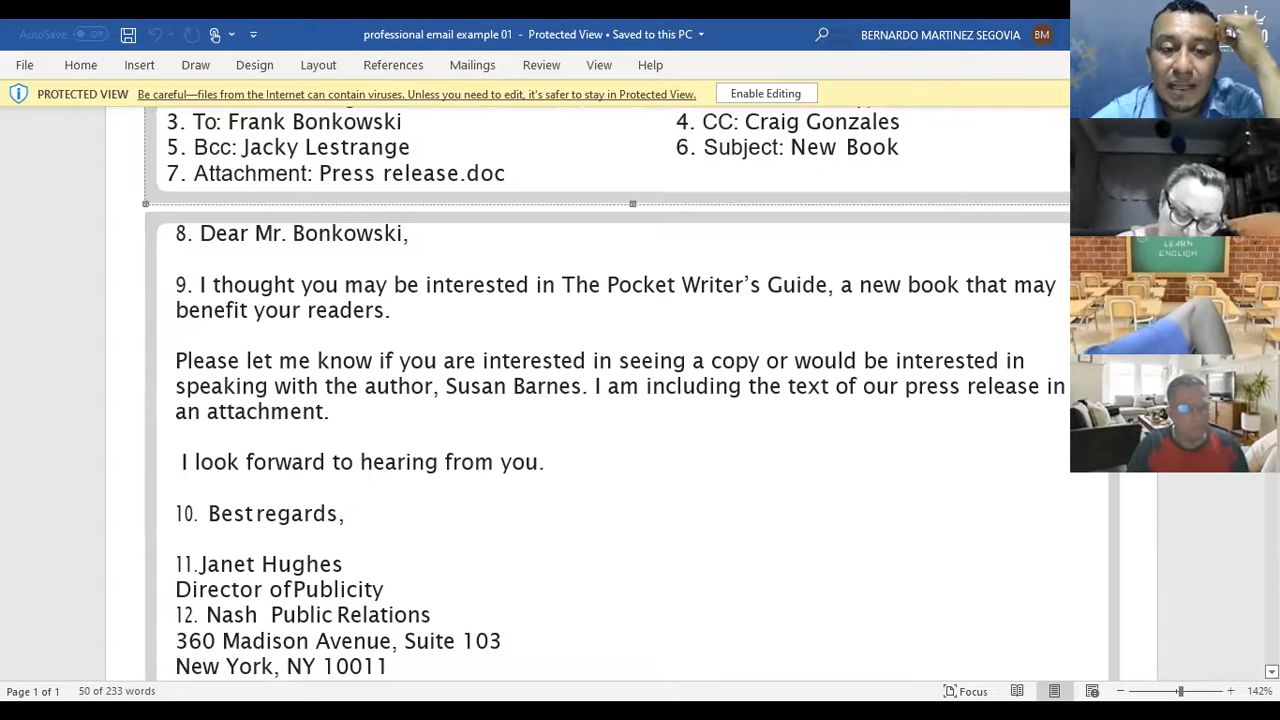 AutoSave Off professional email example 01 - Protected View • Saved to this PC BERNARDO MARTINEZ SEGOVIA BM
File Home Insert Draw Design Layout References Mailings Review View Help
PROTECTED VIEW Be careful—files from the Internet can contain viruses. Unless you need to edit, it's safer to stay in Protected View. Enable Editing
3. To: Frank Bonkowski 4. CC: Craig Gonzales
5. Bcc: Jacky Lestrange 6. Subject: New Book
7. Attachment: Press release.doc
8. Dear Mr. Bonkowski,
9. I thought you may be interested in The Pocket Writer’s Guide, a new book that may
benefit your readers.
Please let me know if you are interested in seeing a copy or would be interested in
speaking with the author, Susan Barnes. I am including the text of our press release in
an attachment.
I look forward to hearing from you.
10. Best regards,
11.Janet Hughes
Director of Publicity
12. Nash Public Relations
360 Madison Avenue, Suite 103
New York, NY 10011
LEARN
ENGLISH
Page 1 of 1 50 of 233 words Focus 142%